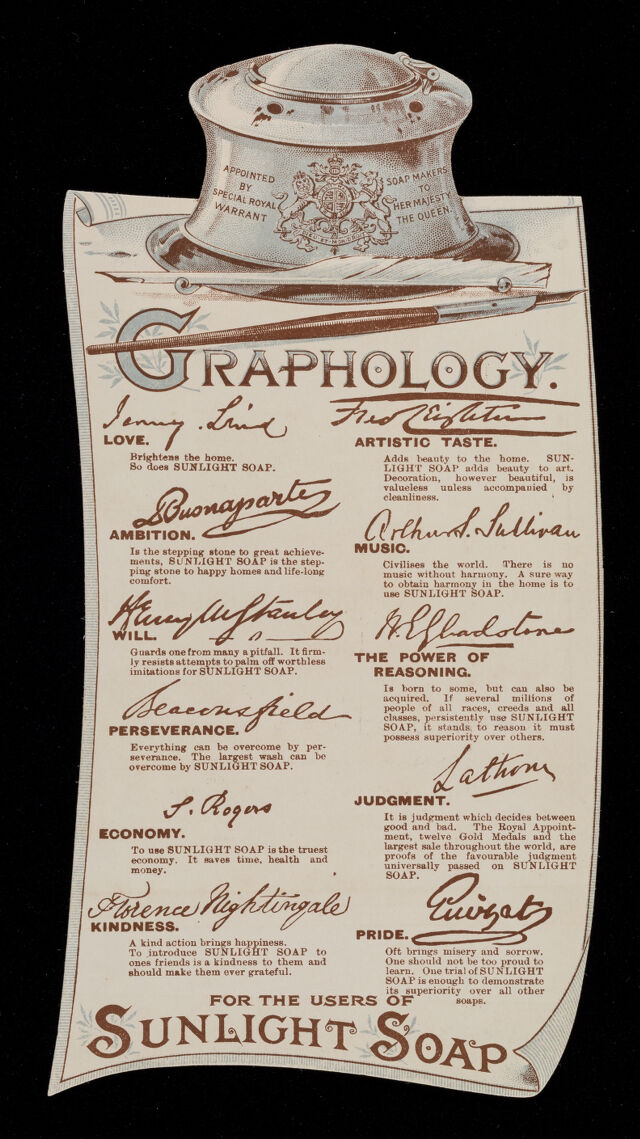 APPOINTED
BY
SPECIAL ROYAL
WARRANT
SOAP MAKERS
TO
HER MAJESTY
THE QUEEN.
GRAPHOLOGY.
Jenny Lind
LOVE.
Brightens the home.
So does SUNLIGHT SOAP.
Buonaparte
AMBITION.
Is the stepping stone to great achieve-
ments, SUNLIGHT SOAP is the step-
ping stone to happy homes and life-long
comfort.
Henry M Stanley
WILL.
Guards one from many a pitfall. It firm-
ly resists attempts to palm off worthless
imitations for SUNLIGHT SOAP.
Beaconsfield
PERSEVERANCE.
Everything can be overcome by per-
severance. The largest wash can be
overcome by SUNLIGHT SOAP.
S. Rogers
ECONOMY.
To use SUNLIGHT SOAP is the truest
economy. It saves time, health and
money.
Florence Nightingale
KINDNESS.
A kind action brings happiness.
To introduce SUNLIGHT SOAP to
ones friends is a kindness to them and
should make them ever grateful.
Fred Leighton
ARTISTIC TASTE.
Adds beauty to the home. SUN-
LIGHT SOAP adds beauty to art.
Decoration, however beautiful, is
valueless unless accompanied by
cleanliness.
Arthur S. Sullivan
MUSIC.
Civilises the world. There is no
music without harmony. A sure way
to obtain harmony in the home is to
use SUNLIGHT SOAP.
W. E. Gladstone
THE POWER OF
REASONING.
Is born to some, but can also be
acquired. If several millions of
people of all races, creeds and all
classes, persistently use SUNLIGHT
SOAP, it stands to reason it must
possess superiority over others.
Lathom
JUDGMENT.
It is judgment which decides between
good and bad. The Royal Appoint-
ment, twelve Gold Medals and the
largest sale throughout the world, are
proofs of the favourable judgment
universally passed on SUNLIGHT
SOAP.
Guizot
PRIDE.
Oft brings misery and sorrow.
One should not be too proud to
learn. One trial of SUNLIGHT
SOAP is enough to demonstrate
its superiority over all other
soaps.
FOR THE USERS OF
SUNLIGHT SOAP